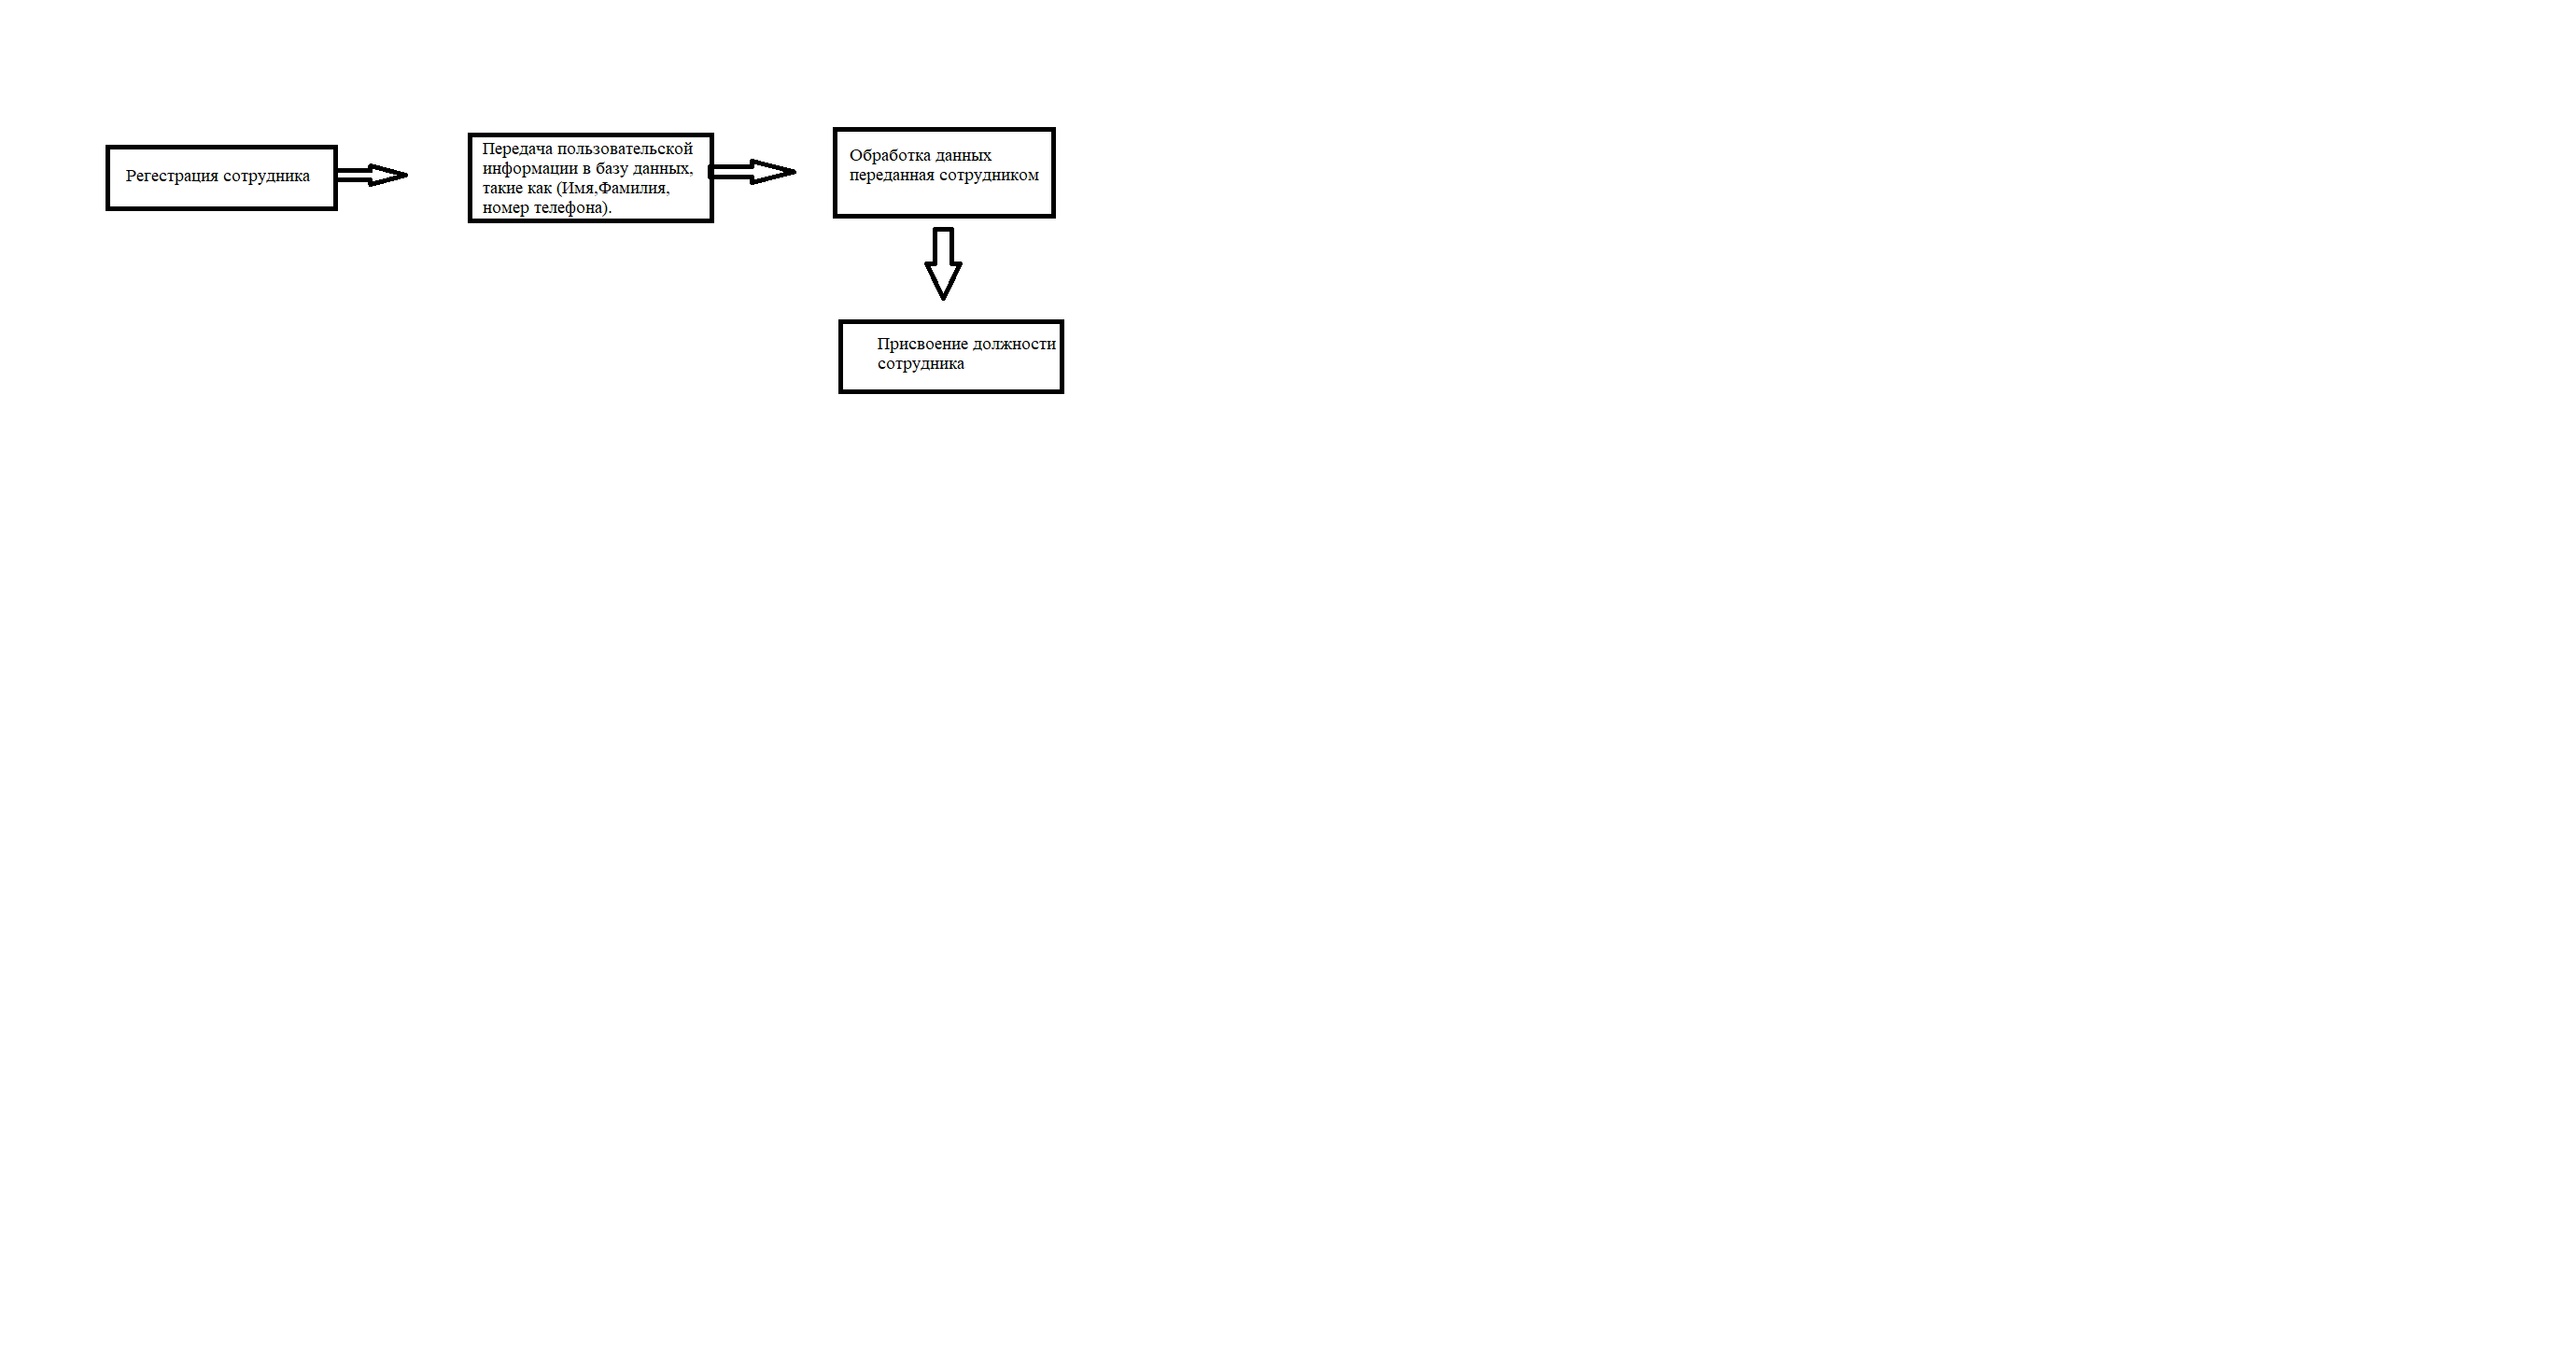 Регестрация сотрудника
Передача пользовательской
информации в базу данных,
такие как (Имя,Фамилия,
номер телефона).
Обработка данных
переданная сотрудником
Присвоение должности
сотрудника